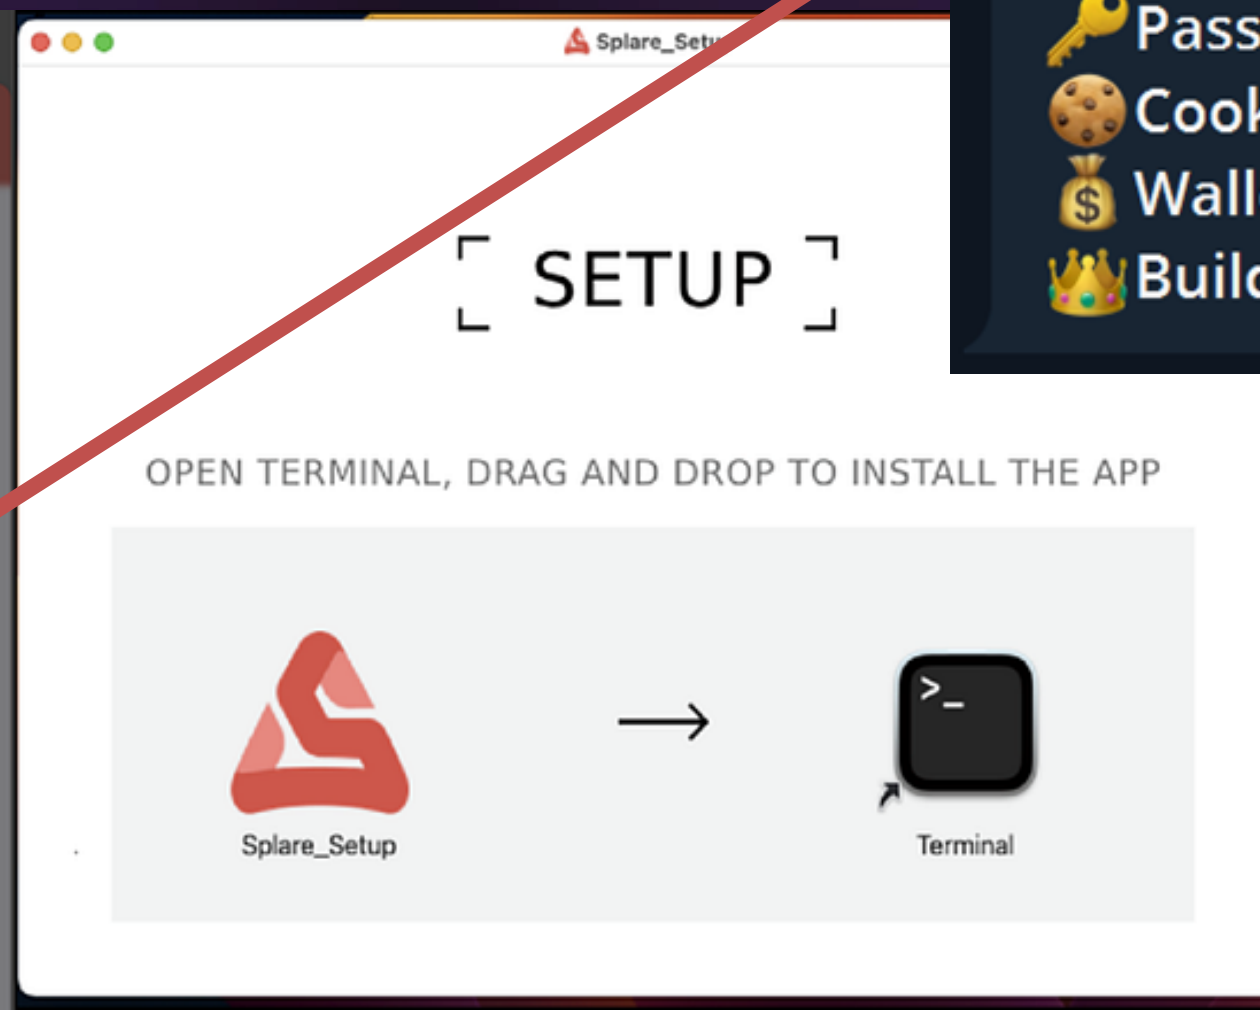 Splare_Setu
SETUP
OPEN TERMINAL, DRAG AND DROP TO INSTALL THE APP
>_
Splare_Setup
Terminal
Pass
Cook
Wall
Build